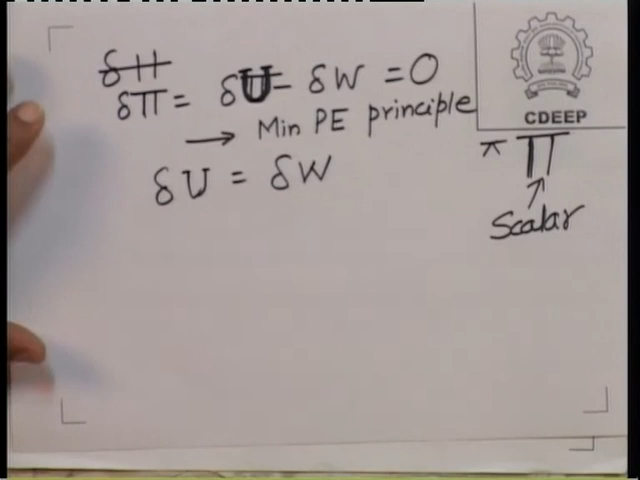 δΠ
δΠ = δU - δW = 0
→ Min PE principle
δU = δW
CDEEP
π Π
↑
Scalar